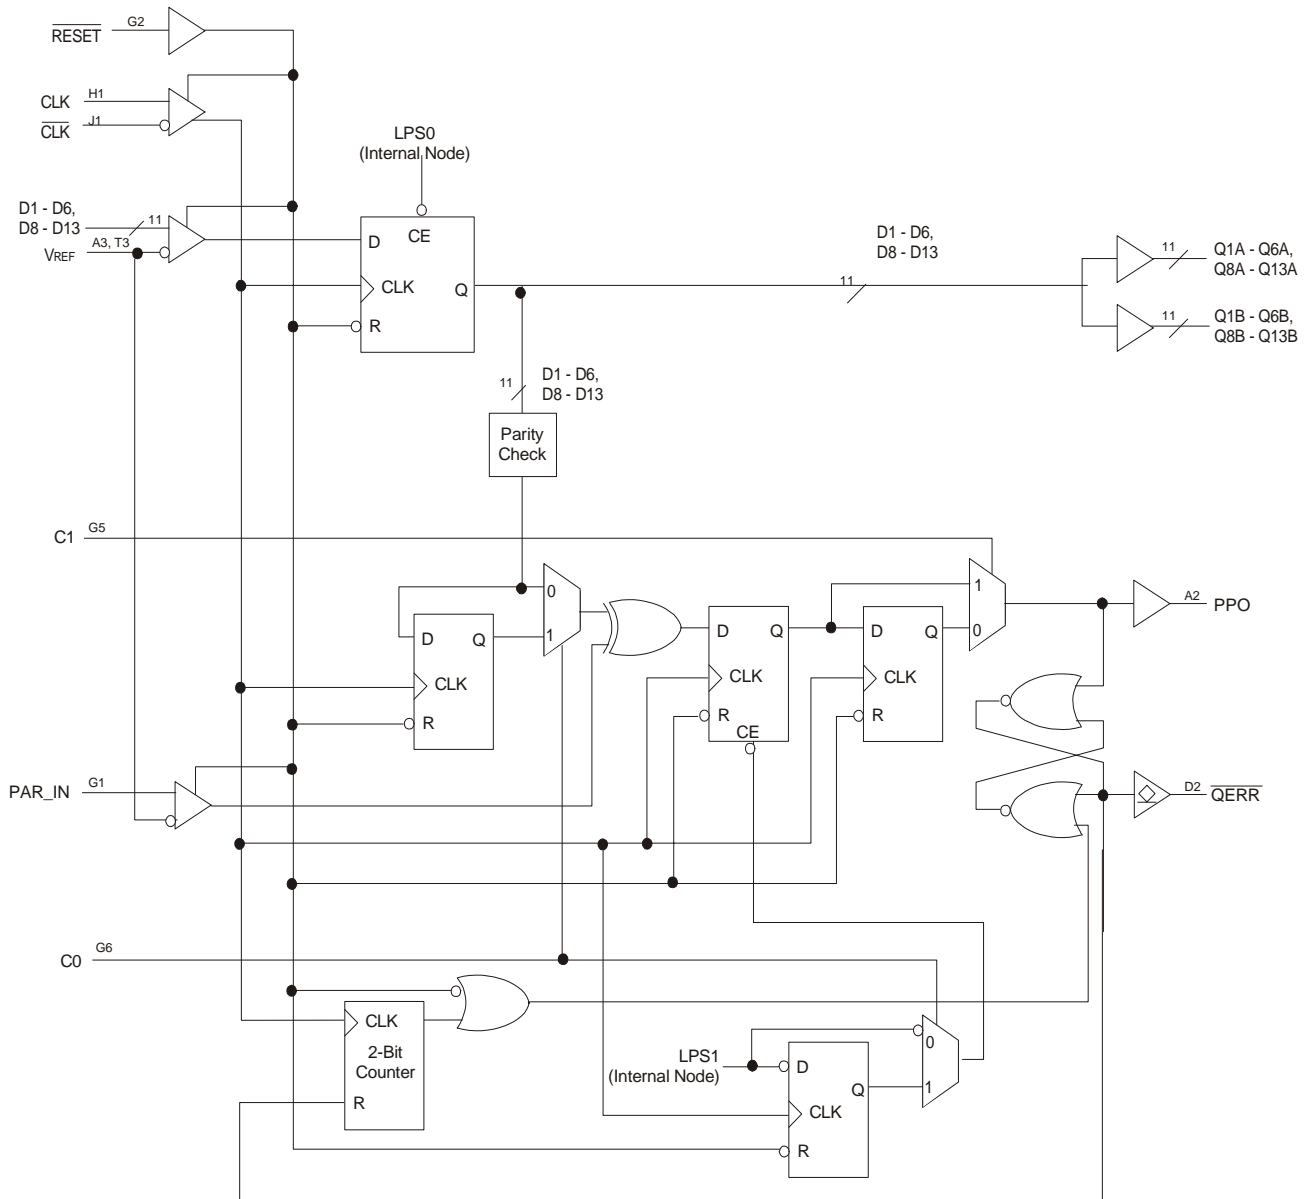 RESET G2
CLK H1
CLK J1
LPS0
(Internal Node)
D1 - D6,
D8 - D13
11
VREF A3, T3
D
CE
CLK
Q
R
D1 - D6,
D8 - D13
11
11
Q1A - Q6A,
Q8A - Q13A
11
Q1B - Q6B,
Q8B - Q13B
11
D1 - D6,
D8 - D13
Parity
Check
C1 G5
0
1
D
Q
CLK
R
D
Q
CLK
R
CE
D
Q
CLK
R
1
0
A2 PPO
PAR_IN G1
D2 QERR
C0 G6
CLK
2-Bit
Counter
R
LPS1
(Internal Node)
D
Q
CLK
R
0
1